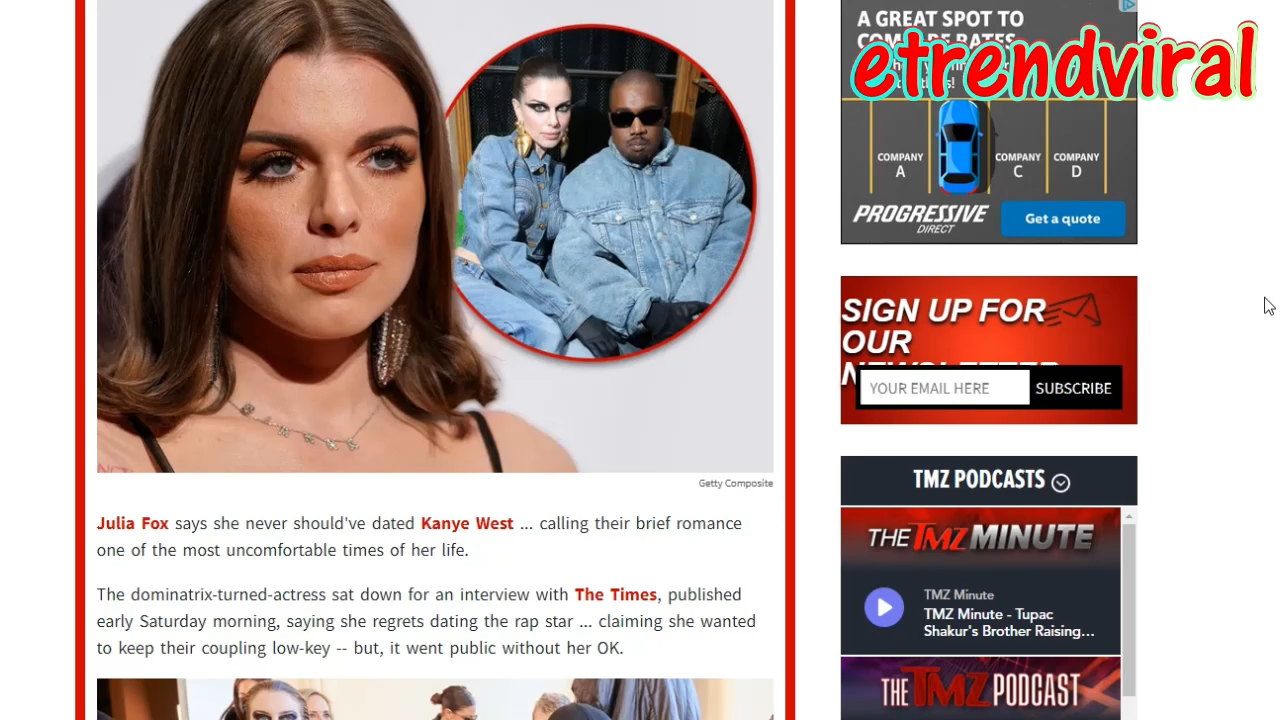 A GREAT SPOT TO
COMPARE RATES
etrendviral
COMPANY
A
COMPANY
C
COMPANY
D
PROGRESSIVE
DIRECT
Get a quote
SIGN UP FOR
OUR
NEWSLETTER
YOUR EMAIL HERE
SUBSCRIBE
Getty Composite
TMZ PODCASTS
Julia Fox says she never should've dated Kanye West ... calling their brief romance
one of the most uncomfortable times of her life.
The dominatrix-turned-actress sat down for an interview with The Times, published
early Saturday morning, saying she regrets dating the rap star ... claiming she wanted
to keep their coupling low-key -- but, it went public without her OK.
THE TMZ MINUTE
TMZ Minute
TMZ Minute - Tupac
Shakur's Brother Raising...
THE TMZ PODCAST